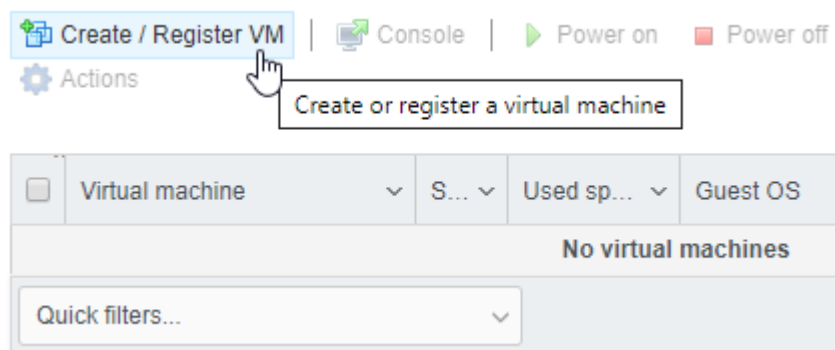 Create / Register VM | Console | Power on Power off
Actions
Create or register a virtual machine
Virtual machine S... Used sp... Guest OS
No virtual machines
Quick filters...